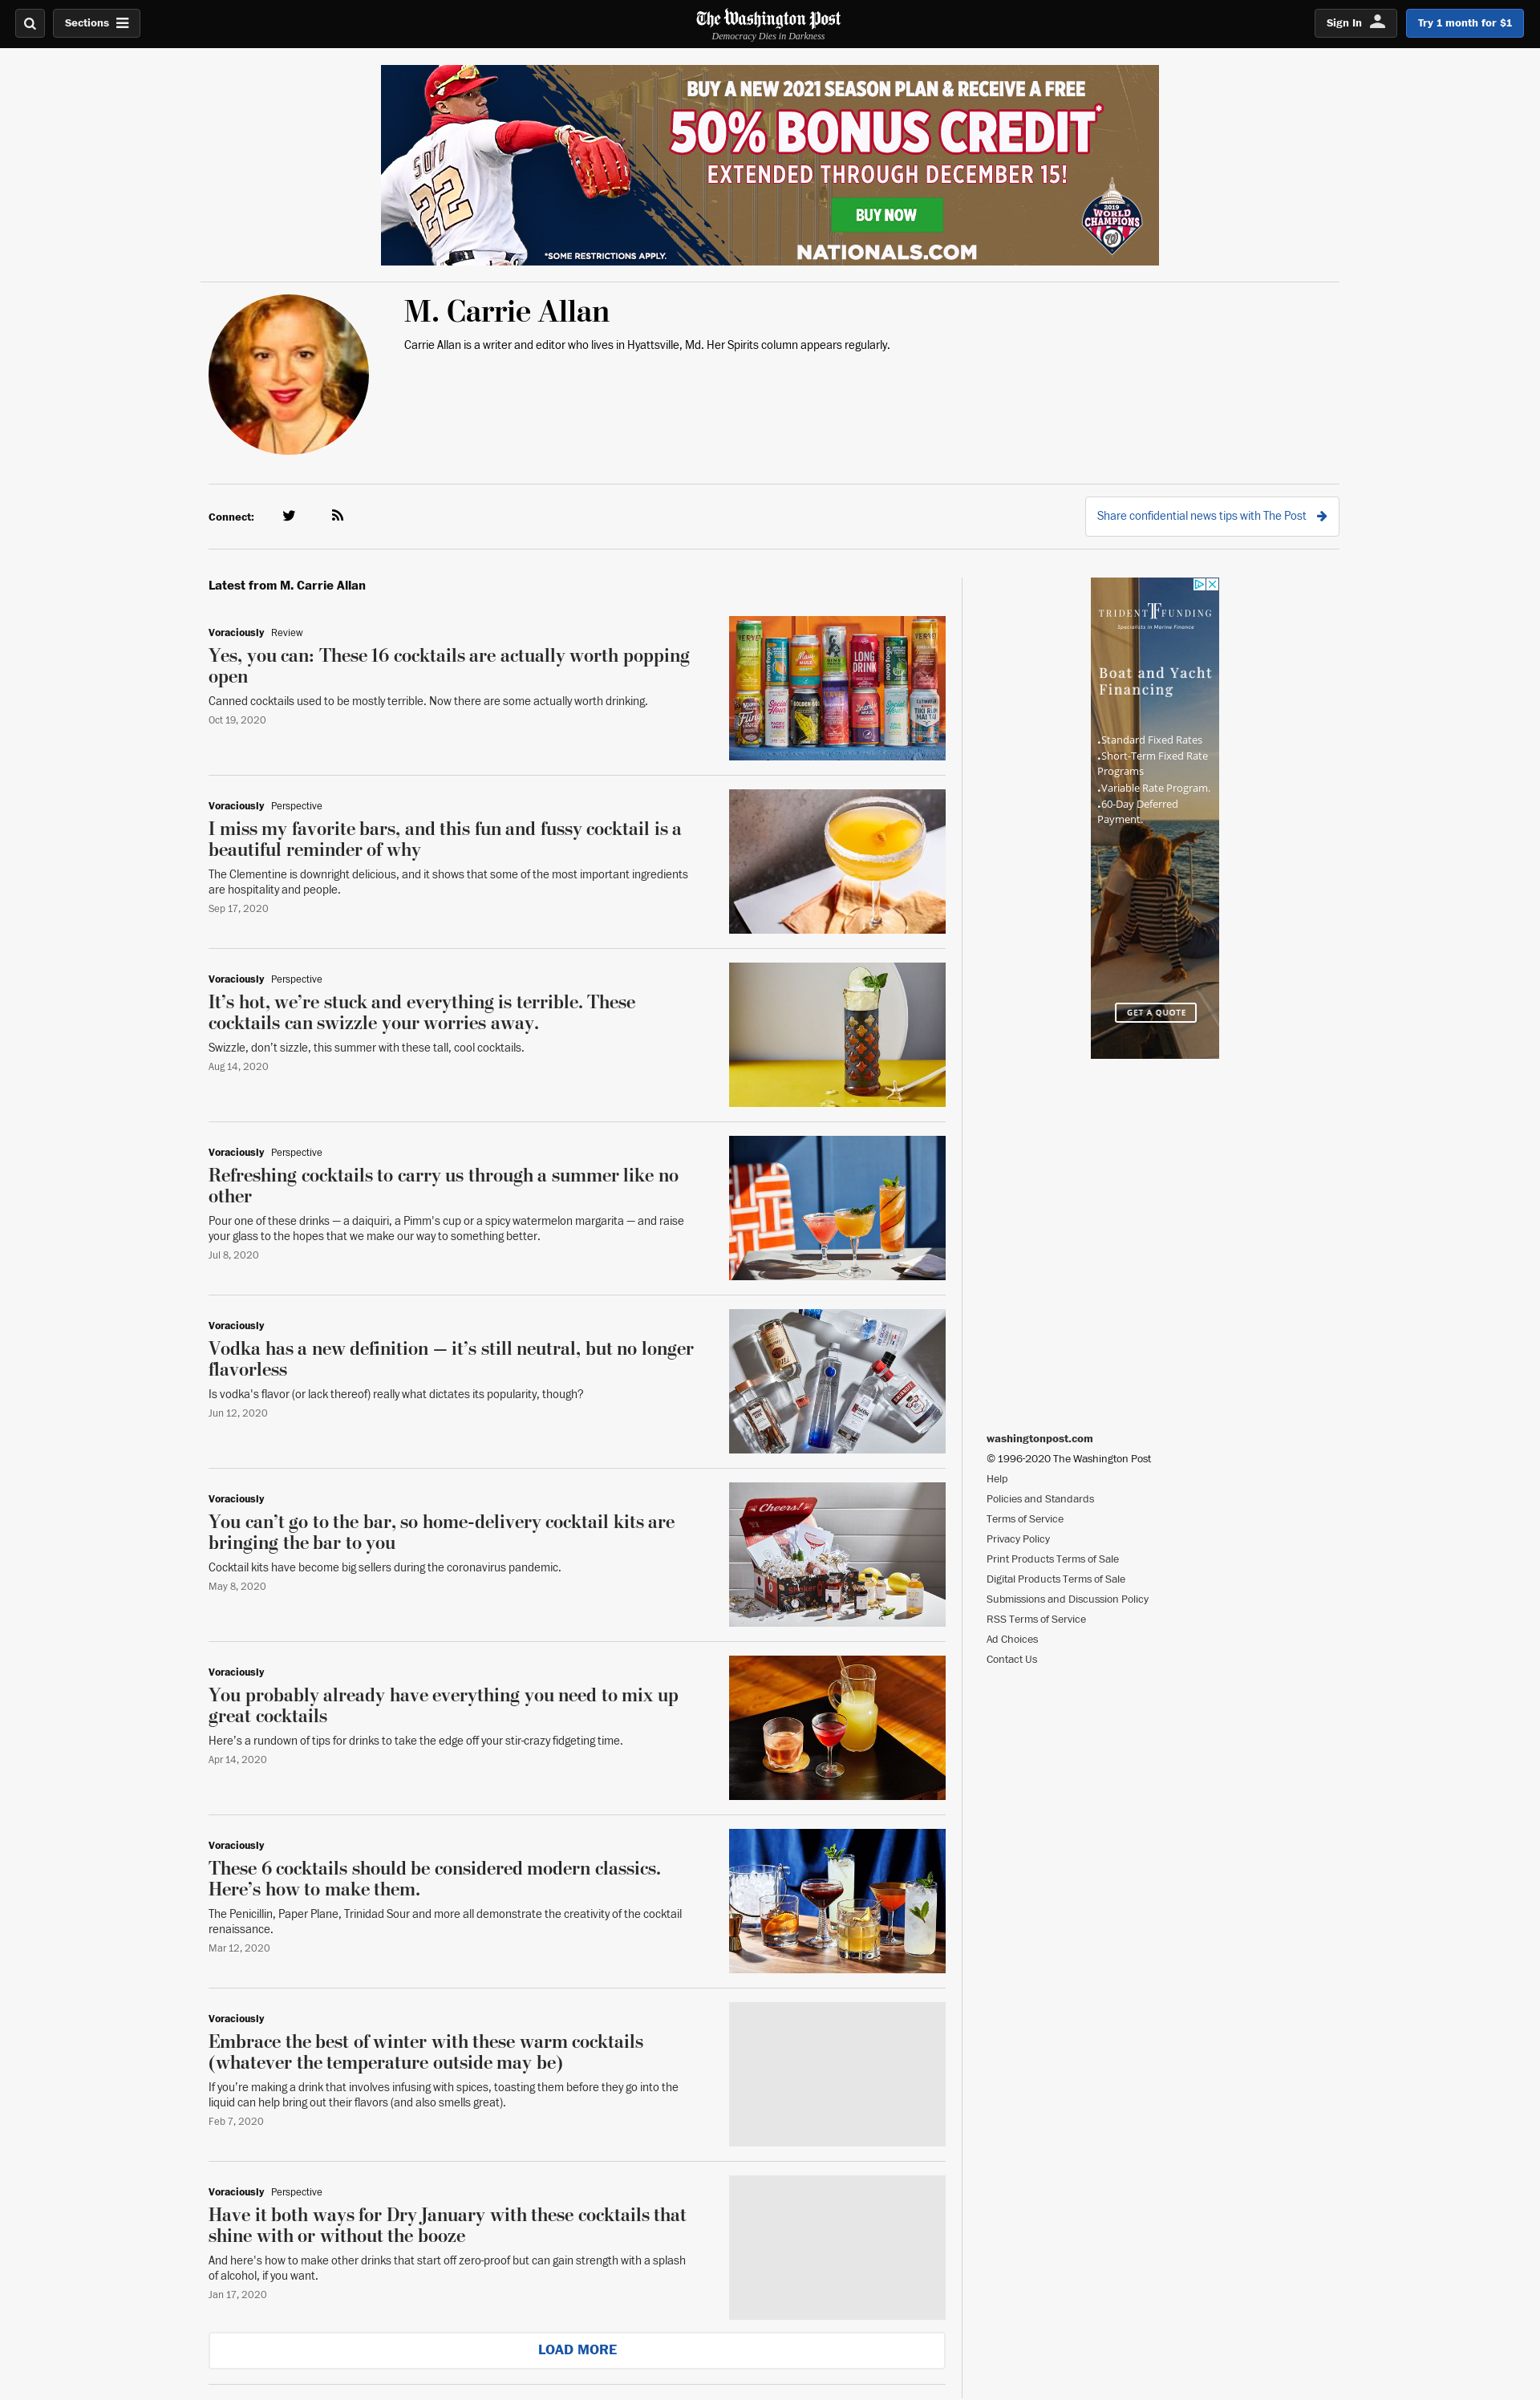 Sections
The Washington Post
Democracy Dies in Darkness
Sign In
Try 1 month for $1
BUY A NEW 2021 SEASON PLAN & RECEIVE A FREE
50% BONUS CREDIT*
EXTENDED THROUGH DECEMBER 15!
BUY NOW
*SOME RESTRICTIONS APPLY.
NATIONALS.COM
SOTO
22
2019
WORLD
CHAMPIONS
W
M. Carrie Allan
Carrie Allan is a writer and editor who lives in Hyattsville, Md. Her Spirits column appears regularly.
Connect:
Share confidential news tips with The Post
Latest from M. Carrie Allan
Voraciously Review
Yes, you can: These 16 cocktails are actually worth popping
open
Canned cocktails used to be mostly terrible. Now there are some actually worth drinking.
Oct 19, 2020
LONG
DRINK
Voraciously Perspective
I miss my favorite bars, and this fun and fussy cocktail is a
beautiful reminder of why
The Clementine is downright delicious, and it shows that some of the most important ingredients
are hospitality and people.
Sep 17, 2020
Voraciously Perspective
It’s hot, we’re stuck and everything is terrible. These
cocktails can swizzle your worries away.
Swizzle, don’t sizzle, this summer with these tall, cool cocktails.
Aug 14, 2020
Voraciously Perspective
Refreshing cocktails to carry us through a summer like no
other
Pour one of these drinks — a daiquiri, a Pimm's cup or a spicy watermelon margarita — and raise
your glass to the hopes that we make our way to something better.
Jul 8, 2020
Voraciously
Vodka has a new definition — it’s still neutral, but no longer
flavorless
Is vodka's flavor (or lack thereof) really what dictates its popularity, though?
Jun 12, 2020
Voraciously
You can’t go to the bar, so home-delivery cocktail kits are
bringing the bar to you
Cocktail kits have become big sellers during the coronavirus pandemic.
May 8, 2020
Cheers!
Voraciously
You probably already have everything you need to mix up
great cocktails
Here’s a rundown of tips for drinks to take the edge off your stir-crazy fidgeting time.
Apr 14, 2020
Voraciously
These 6 cocktails should be considered modern classics.
Here’s how to make them.
The Penicillin, Paper Plane, Trinidad Sour and more all demonstrate the creativity of the cocktail
renaissance.
Mar 12, 2020
Voraciously
Embrace the best of winter with these warm cocktails
(whatever the temperature outside may be)
If you’re making a drink that involves infusing with spices, toasting them before they go into the
liquid can help bring out their flavors (and also smells great).
Feb 7, 2020
Voraciously Perspective
Have it both ways for Dry January with these cocktails that
shine with or without the booze
And here's how to make other drinks that start off zero-proof but can gain strength with a splash
of alcohol, if you want.
Jan 17, 2020
LOAD MORE
TRIDENT TF FUNDING
Specialists in Marine Finance
Boat and Yacht
Financing
.Standard Fixed Rates
.Short-Term Fixed Rate
Programs
.Variable Rate Program.
.60-Day Deferred
Payment.
GET A QUOTE
washingtonpost.com
© 1996-2020 The Washington Post
Help
Policies and Standards
Terms of Service
Privacy Policy
Print Products Terms of Sale
Digital Products Terms of Sale
Submissions and Discussion Policy
RSS Terms of Service
Ad Choices
Contact Us